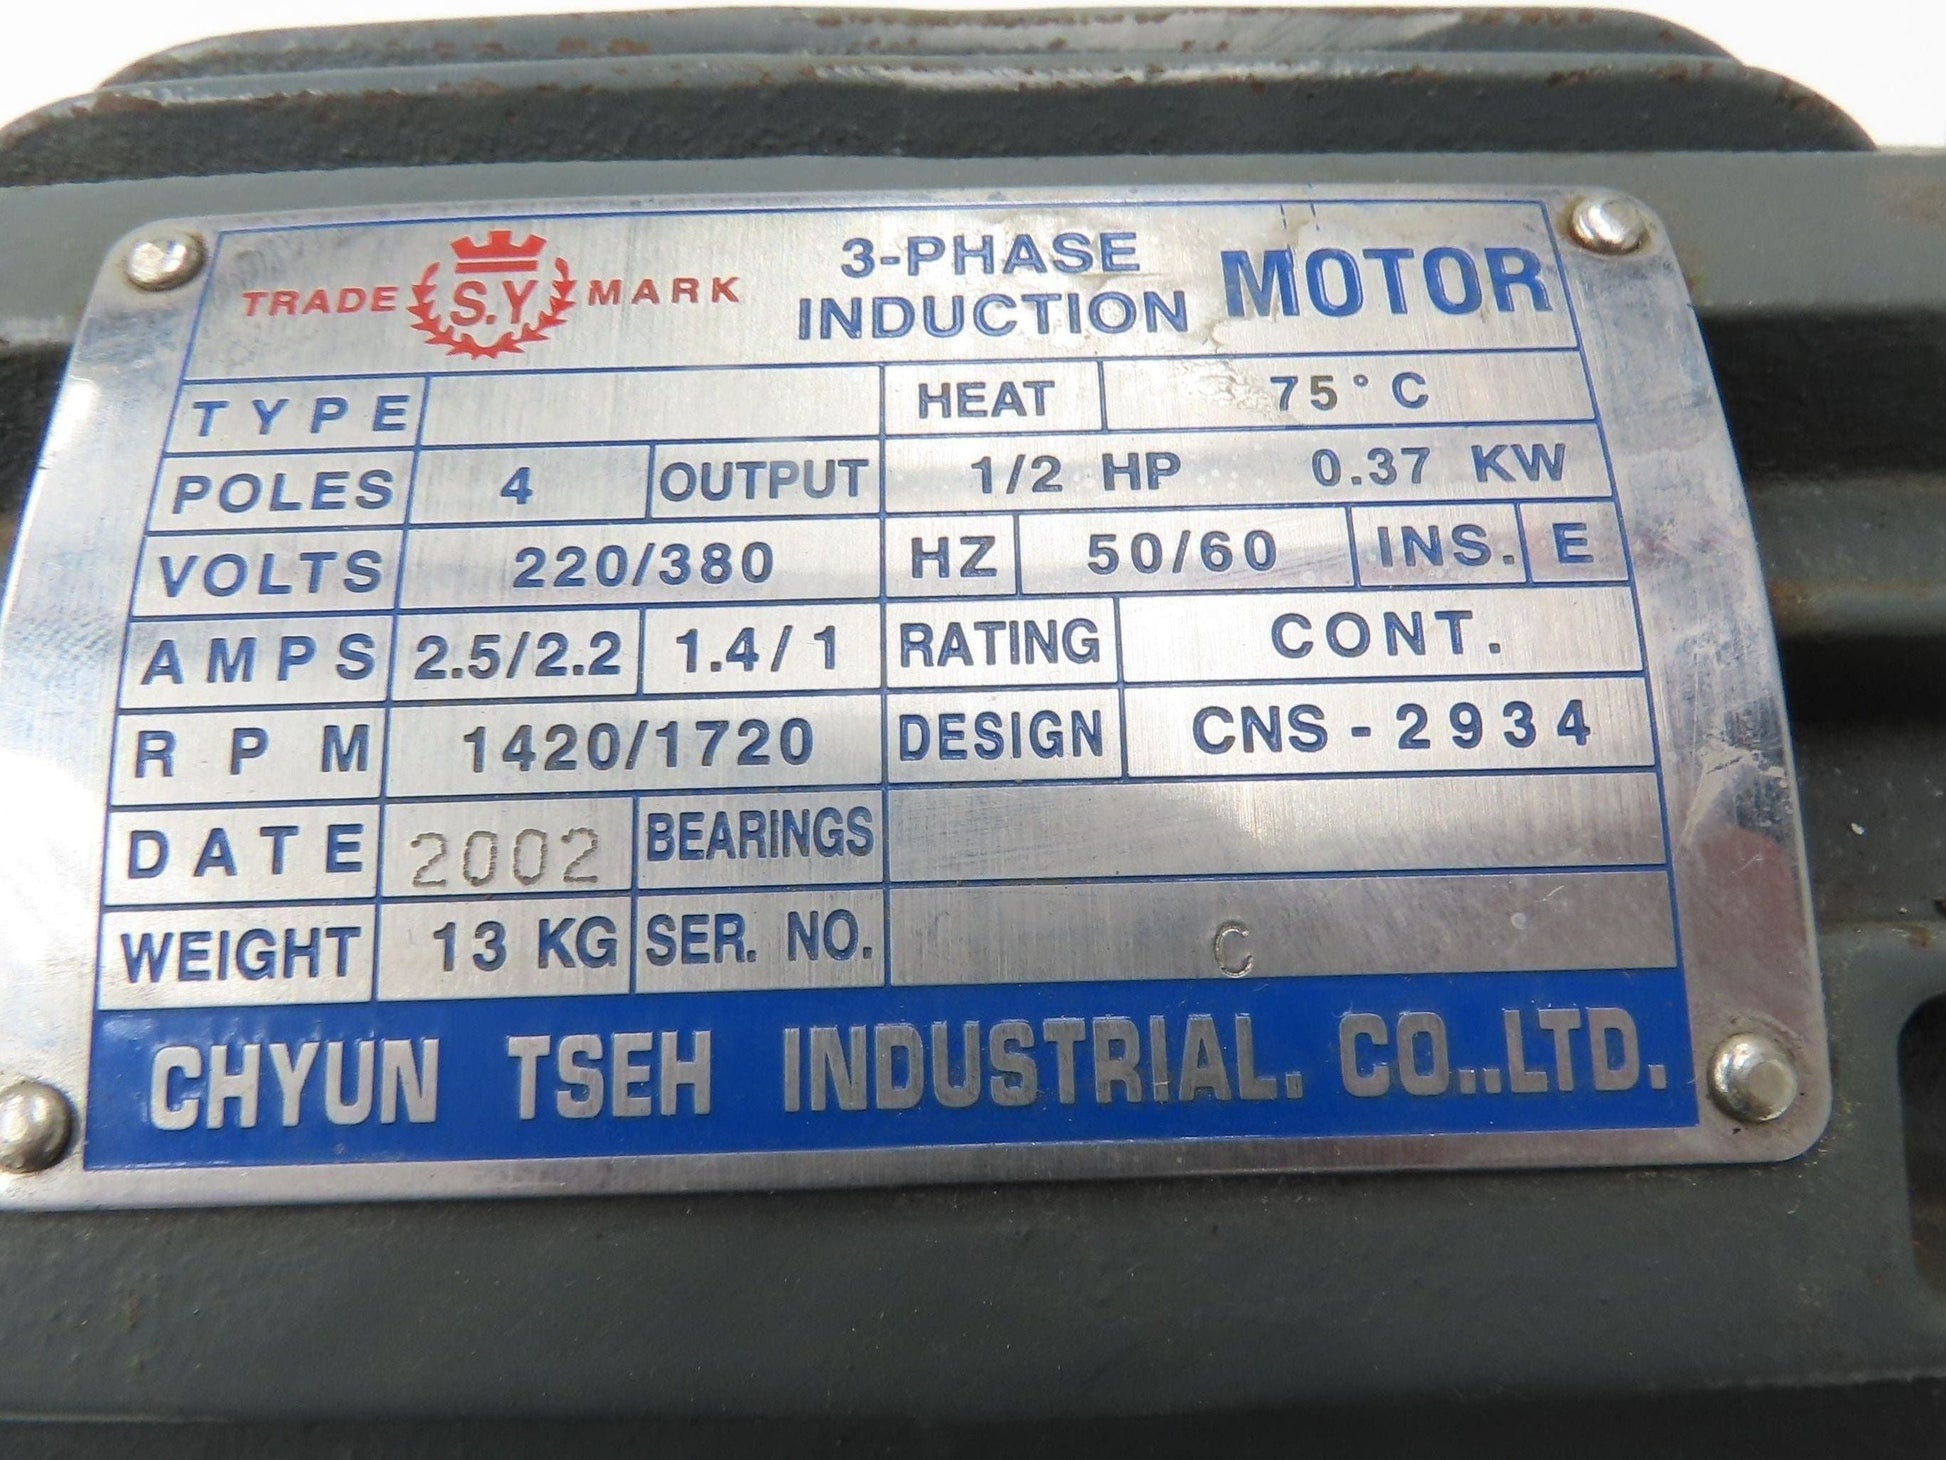 TRADE S.Y MARK 3-PHASE INDUCTION MOTOR
TYPE HEAT 75°C
POLES 4 OUTPUT 1/2 HP 0.37 KW
VOLTS 220/380 HZ 50/60 INS. E
AMPS 2.5/2.2 1.4/1 RATING CONT.
RPM 1420/1720 DESIGN CNS-2934
DATE 2002 BEARINGS
WEIGHT 13 KG SER. NO. C
CHYUN TSEH INDUSTRIAL. CO..LTD.